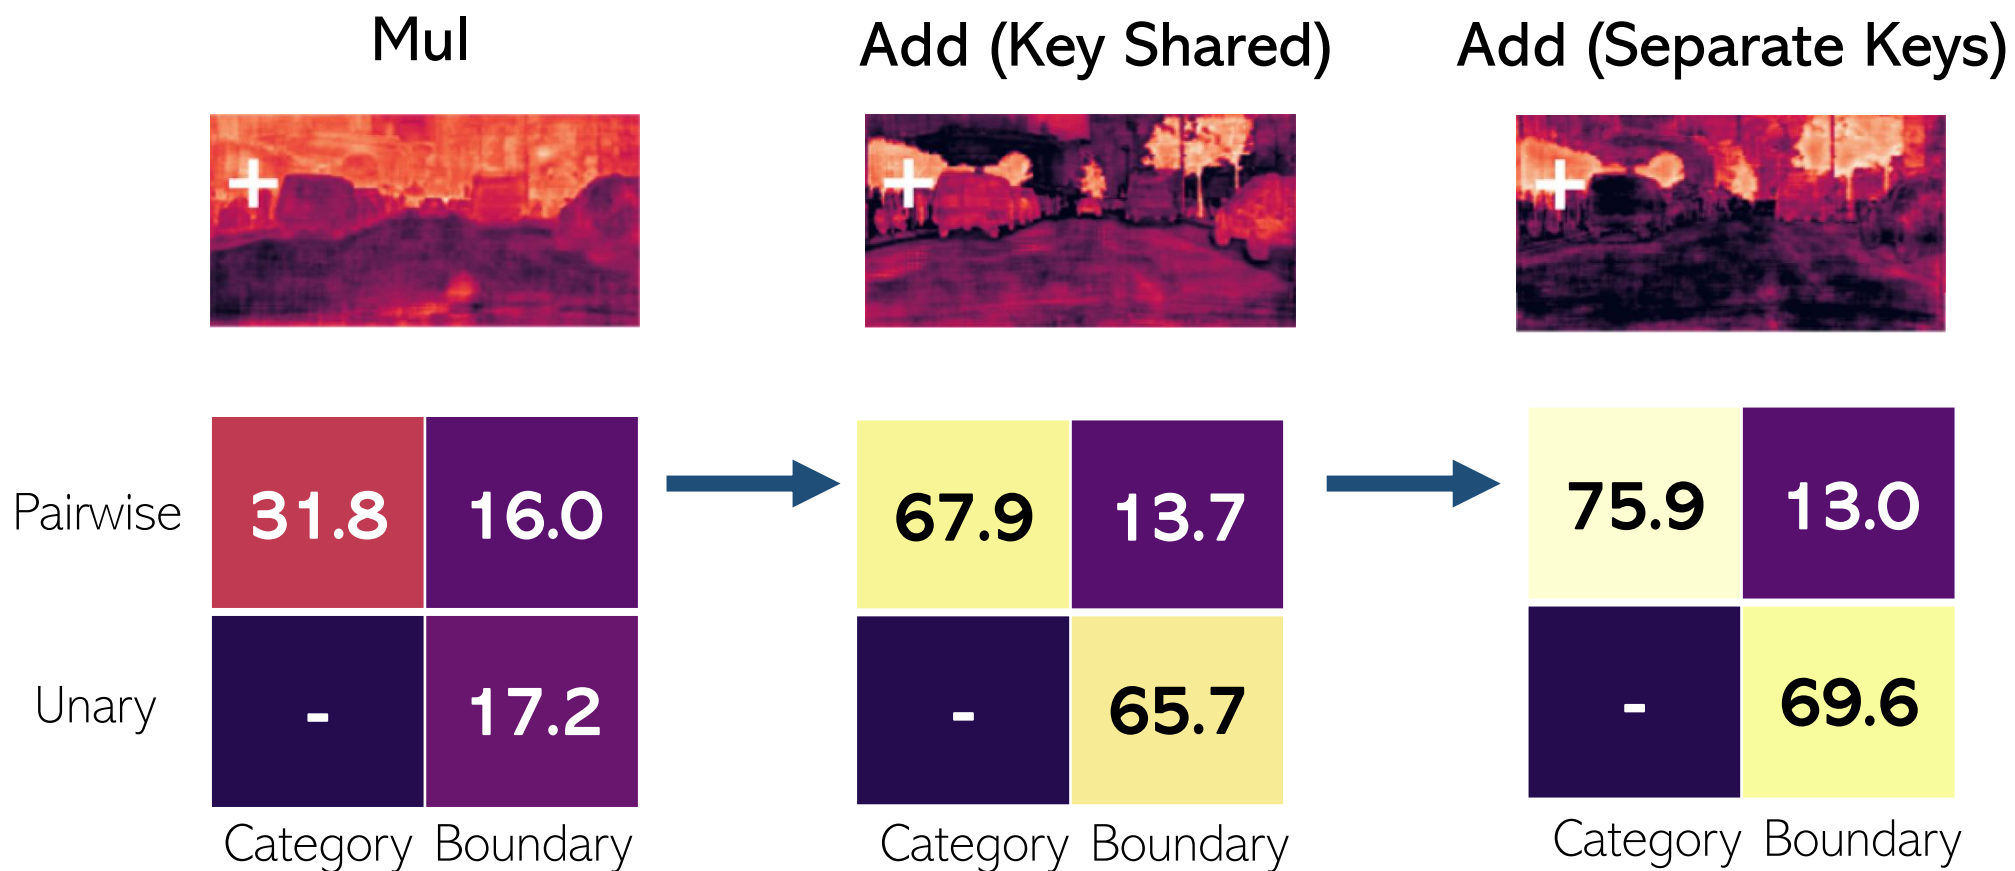 Mul
Add (Key Shared)
Add (Separate Keys)
Pairwise
31.8 16.0
67.9 13.7
75.9 13.0
Unary
- 17.2
- 65.7
- 69.6
Category Boundary
Category Boundary
Category Boundary